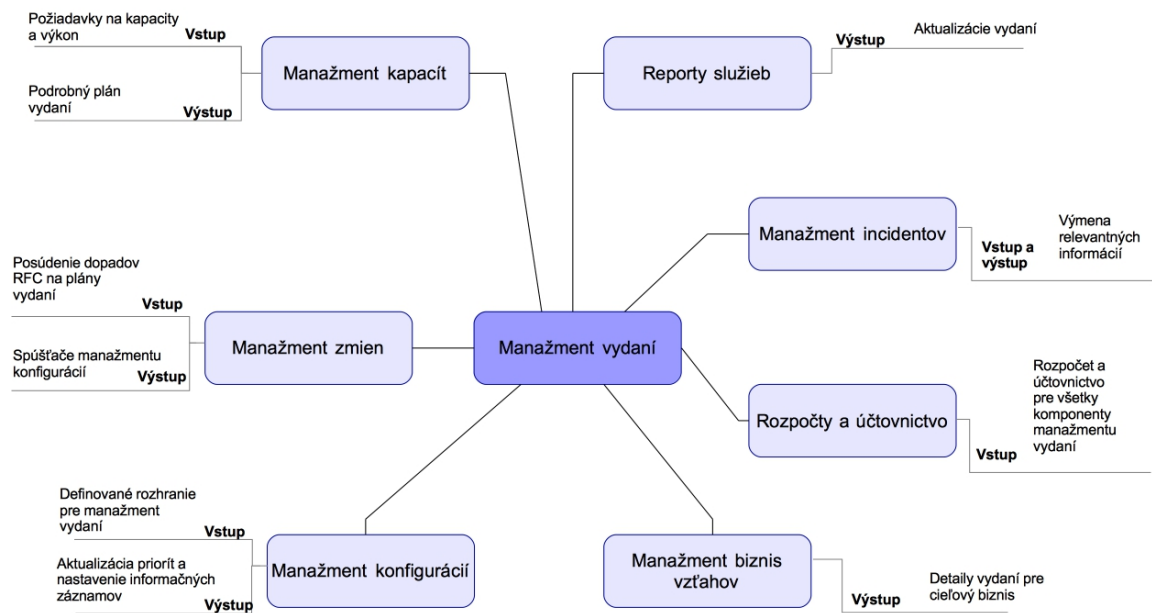 Požiadavky na kapacity
a výkon
Vstup
Podrobný plán
vydaní
Výstup
Manažment kapacít
Reporty služieb
Výstup
Aktualizácie vydaní
Manažment incidentov
Vstup a
výstup
Výmena
relevantných
informácií
Posúdenie dopadov
RFC na plány
vydaní
Vstup
Spúšťače manažmentu
konfigurácií
Výstup
Manažment zmien
Manažment vydaní
Rozpočty a účtovnictvo
Vstup
Rozpočet a
účtovnictvo
pre všetky
komponenty
manažmentu
vydaní
Definované rozhranie
pre manažment
vydaní
Vstup
Aktualizácia priorít a
nastavenie informačných
záznamov
Výstup
Manažment konfigurácií
Manažment biznis
vzťahov
Výstup
Detaily vydaní pre
cieľový biznis